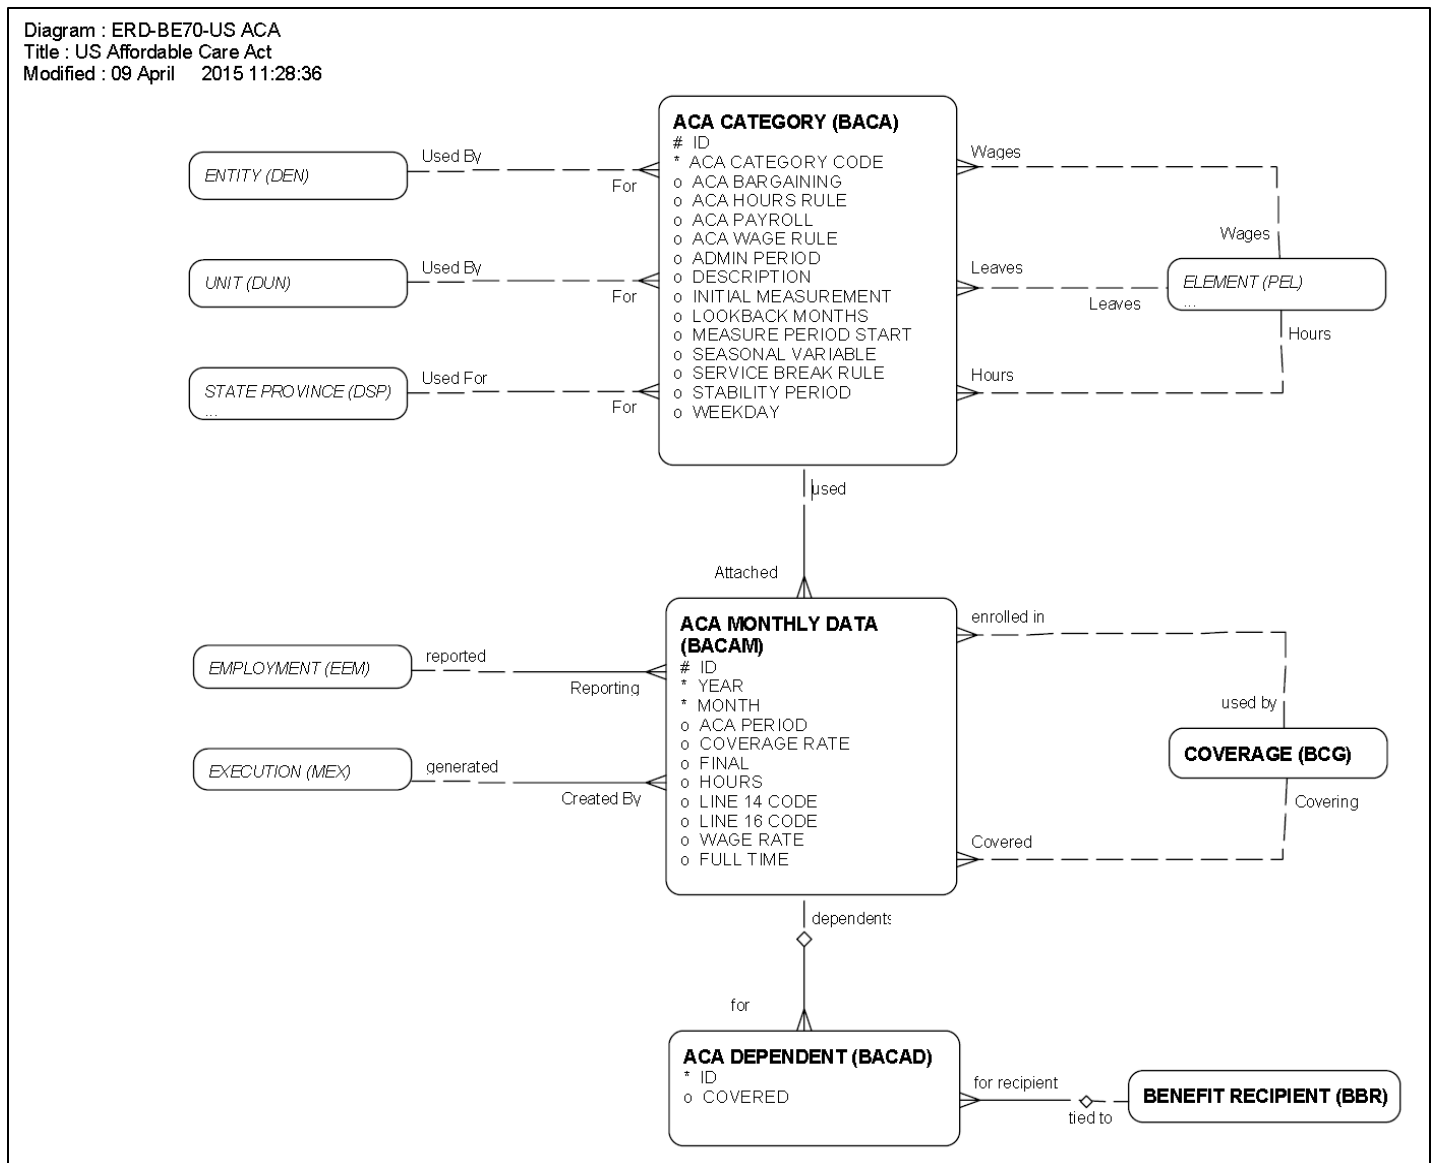 Diagram : ERD-BE70-US ACA
Title : US Affordable Care Act
Modified : 09 April 2015 11:28:36
ACA CATEGORY (BACA)
# ID
* ACA CATEGORY CODE
o ACA BARGAINING
o ACA HOURS RULE
o ACA PAYROLL
o ACA WAGE RULE
o ADMIN PERIOD
o DESCRIPTION
o INITIAL MEASUREMENT
o LOOKBACK MONTHS
o MEASURE PERIOD START
o SEASONAL VARIABLE
o SERVICE BREAK RULE
o STABILITY PERIOD
o WEEKDAY
ENTITY (DEN)
Used By
For
UNIT (DUN)
Used By
For
STATE PROVINCE (DSP)
...
Used For
For
Wages
Wages
Leaves
Leaves
ELEMENT (PEL)
...
Hours
Hours
used
Attached
ACA MONTHLY DATA
(BACAM)
# ID
* YEAR
* MONTH
o ACA PERIOD
o COVERAGE RATE
o FINAL
o HOURS
o LINE 14 CODE
o LINE 16 CODE
o WAGE RATE
o FULL TIME
EMPLOYMENT (EEM)
reported
Reporting
EXECUTION (MEX)
generated
Created By
enrolled in
used by
COVERAGE (BCG)
Covering
Covered
dependents
for
ACA DEPENDENT (BACAD)
* ID
o COVERED
for recipient
tied to
BENEFIT RECIPIENT (BBR)